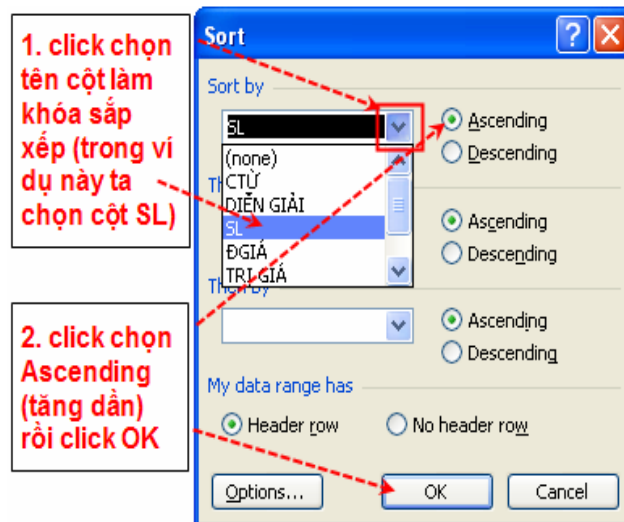 1. click chọn
tên cột làm
khóa sắp
xếp (trong ví
dụ này ta
chọn cột SL)
2. click chọn
Ascending
(tăng dần)
rồi click OK
Sort
Sort by
SL
Ascending
Descending
(none)
CTỪ
DIỄN GIẢI
SL
ĐGIÁ
TRỊ GIÁ
Ascending
Descending
Then by
Ascending
Descending
My data range has
Header row
No header row
Options...
OK
Cancel